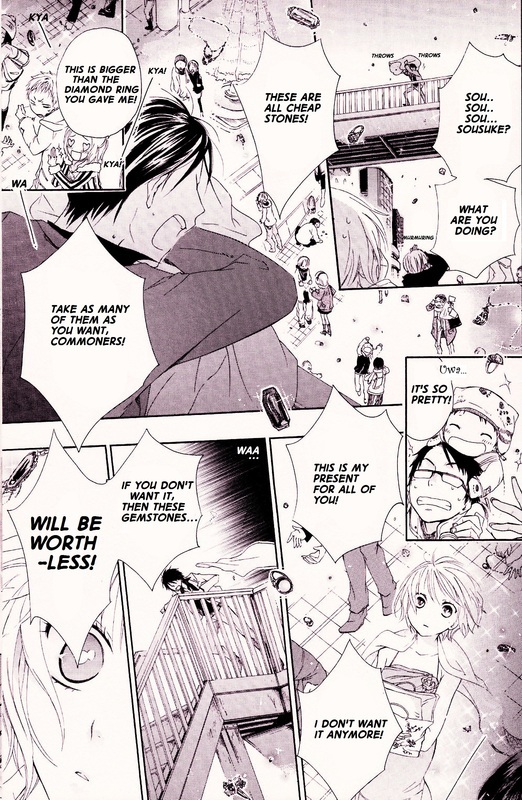 THROWS
THROWS
SOU..
SOU..
SOU...
SOUSUKE?
THESE ARE
ALL CHEAP
STONES!
KYA
THIS IS BIGGER
THAN THE
DIAMOND RING
YOU GAVE ME!
KYA!
KYA!
WA
WHAT
ARE YOU
DOING?
MURMURING
TAKE AS MANY
OF THEM AS
YOU WANT,
COMMONERS!
Uwa...
IT'S SO
PRETTY!
THIS IS MY
PRESENT
FOR ALL OF
YOU!
I DON'T WANT
IT ANYMORE!
WAA
...
IF YOU DON'T
WANT IT,
THEN THESE
GEMSTONES...
WILL BE
WORTH
-LESS!